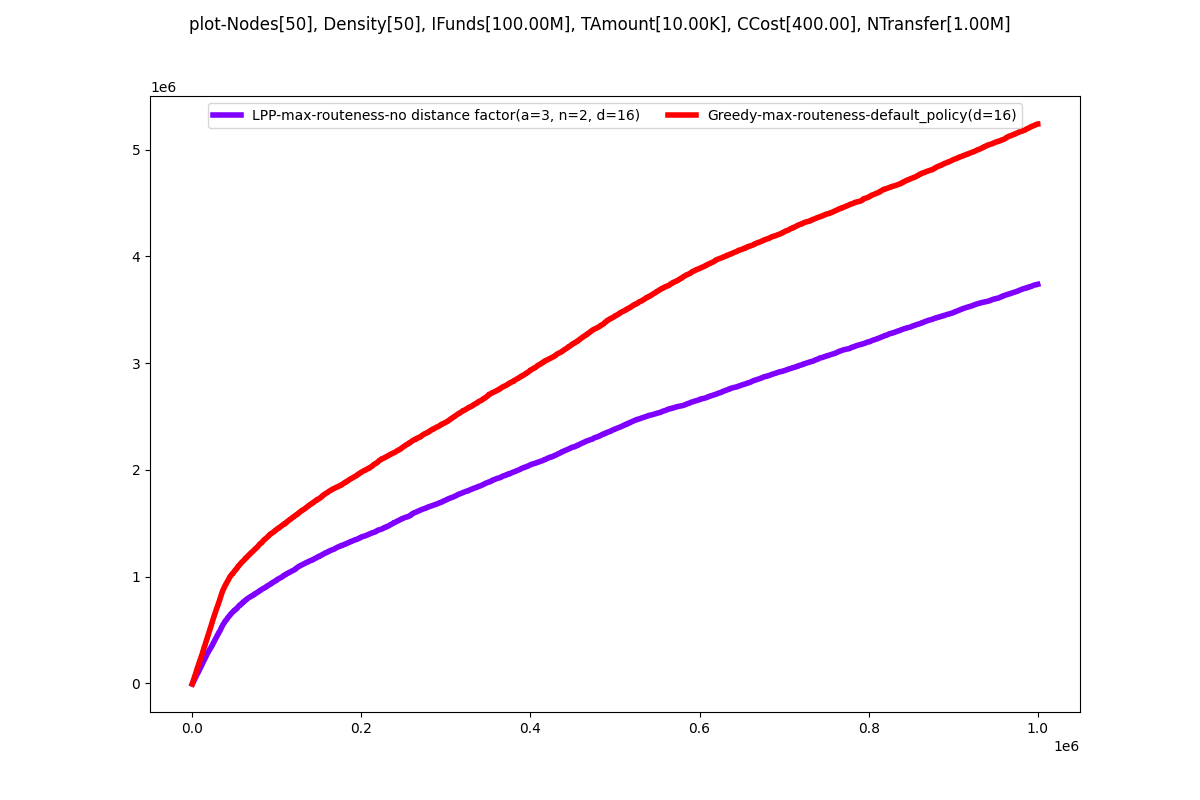 plot-Nodes[50], Density[50], IFunds[100.00M], TAmount[10.00K], CCost[400.00], NTransfer[1.00M]
1e6
LPP-max-routeness-no distance factor(a=3, n=2, d=16)
Greedy-max-routeness-default_policy(d=16)
5
4
3
2
1
0
0.0 0.2 0.4 0.6 0.8 1.0
1e6